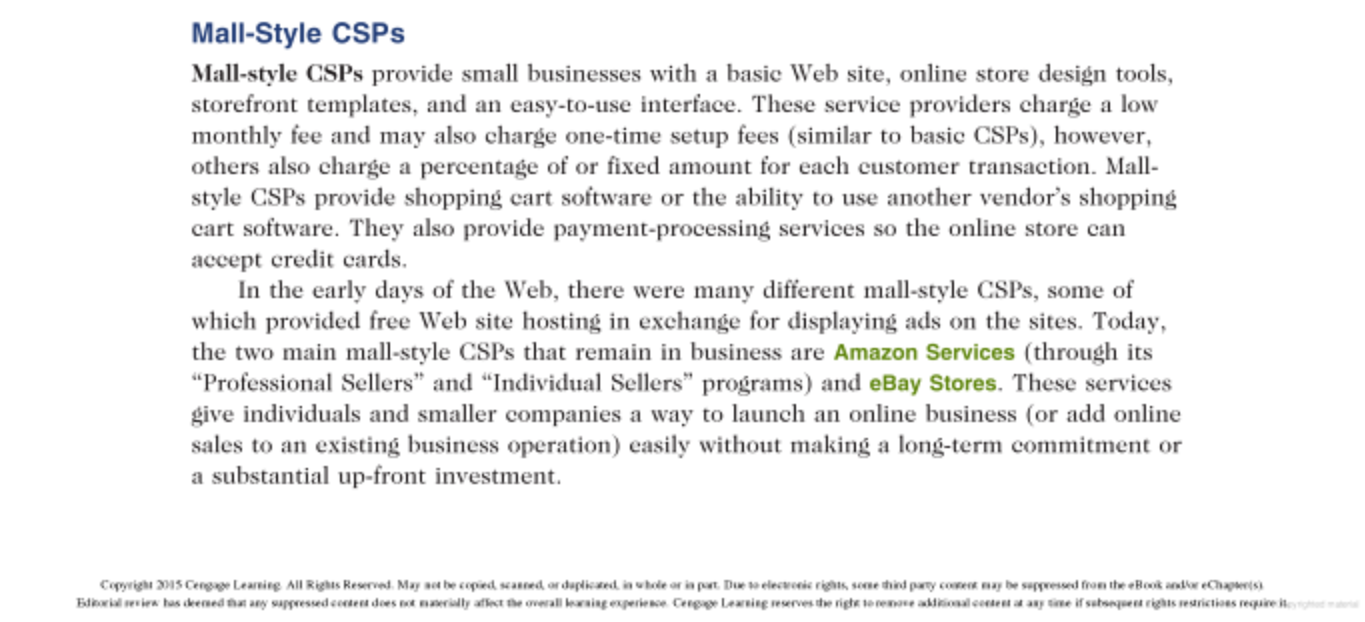 Mall-Style CSPs
Mall-style CSPs provide small businesses with a basic Web site, online store design tools,
storefront templates, and an easy-to-use interface. These service providers charge a low
monthly fee and may also charge one-time setup fees (similar to basic CSPs), however,
others also charge a percentage of or fixed amount for each customer transaction. Mall-
style CSPs provide shopping cart software or the ability to use another vendor's shopping
cart software. They also provide payment-processing services so the online store can
accept credit cards.
In the early days of the Web, there were many different mall-style CSPs, some of
which provided free Web site hosting in exchange for displaying ads on the sites. Today,
the two main mall-style CSPs that remain in business are Amazon Services (through its
“Professional Sellers” and “Individual Sellers” programs) and eBay Stores. These services
give individuals and smaller companies a way to launch an online business (or add online
sales to an existing business operation) easily without making a long-term commitment or
a substantial up-front investment.
Copyright 2015 Cengage Learning. All Rights Reserved. May not be copied, scanned, or duplicated, in whole or in part. Due to electronic rights, some third party content may be suppressed from the eBook and/or eChapter(s).
Editorial review has deemed that any suppressed content does not materially affect the overall learning experience. Cengage Learning reserves the right to remove additional content at any time if subsequent rights restrictions require it.